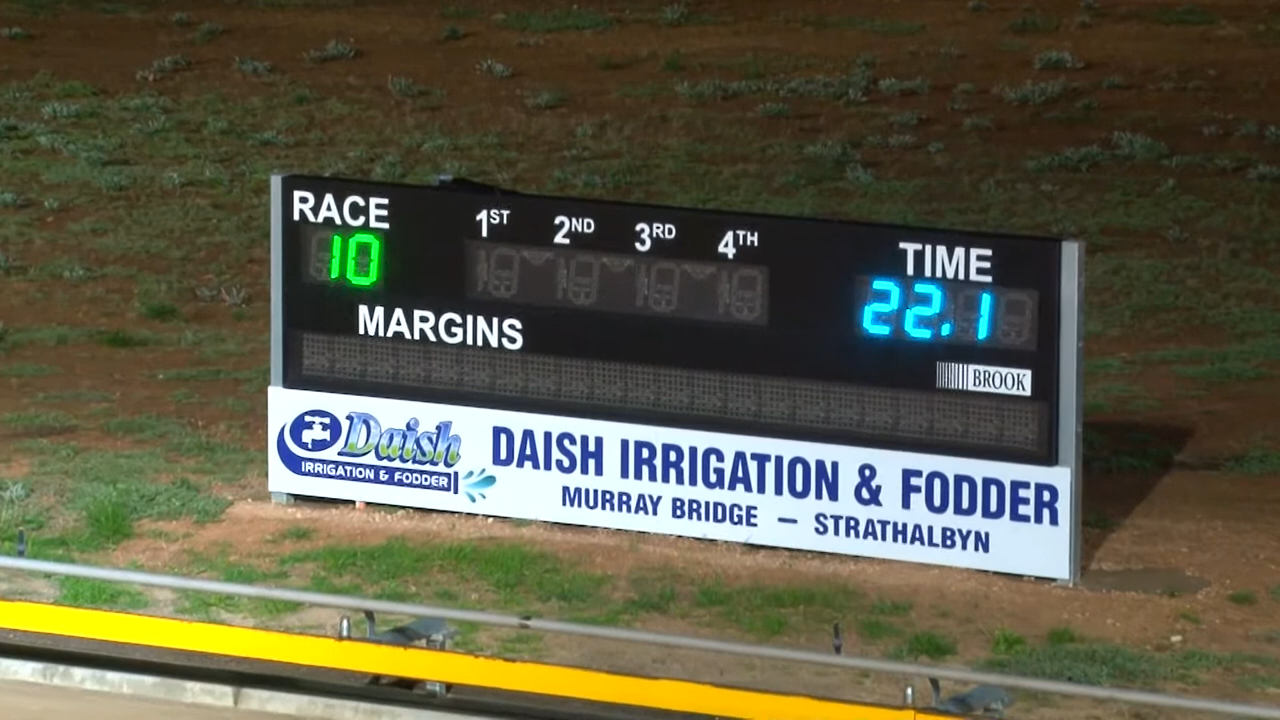 RACE 1ST 2ND 3RD 4TH TIME
10 22.1
MARGINS
BROOK
Daish
IRRIGATION & FODDER
DAISH IRRIGATION & FODDER
MURRAY BRIDGE – STRATHALBYN